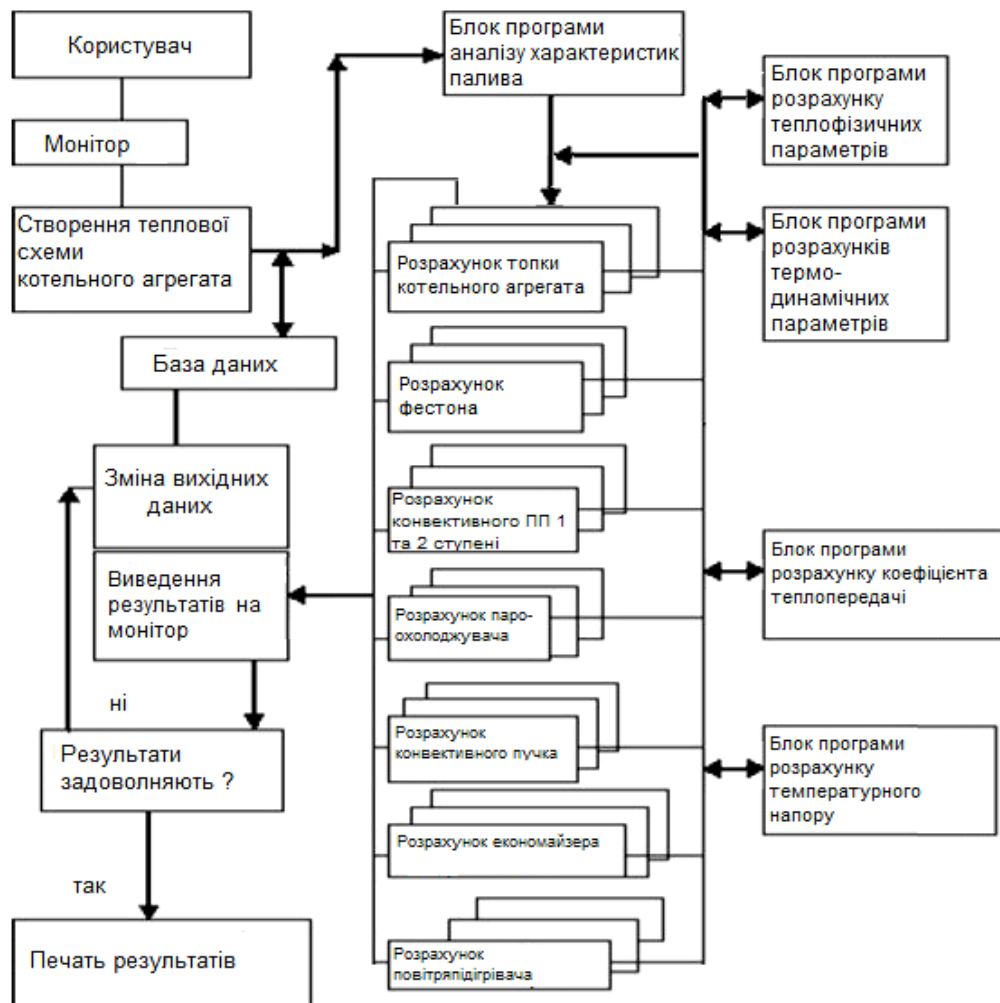 Користувач
Монітор
Створення теплової
схеми
котельного агрегата
База даних
Зміна вихідних
даних
Виведення
результатів на
монітор
ні
Результати
задоволняють ?
так
Печать результатів
Блок програми
аналізу характеристик
палива
Розрахунок топки
котельного агрегата
Розрахунок
фестона
Розрахунок
конвективного ПП 1
та 2 ступені
Розрахунок паро-
охолоджувача
Розрахунок
конвективного пучка
Розрахунок економайзера
Розрахунок
повітряпідігрівача
Блок програми
розрахунку
теплофізичних
параметрів
Блок програми
розрахунків
термо-
динамічних
параметрів
Блок програми
розрахунку коефіцієнта
теплопередачі
Блок програми
розрахунку
температурного
напору